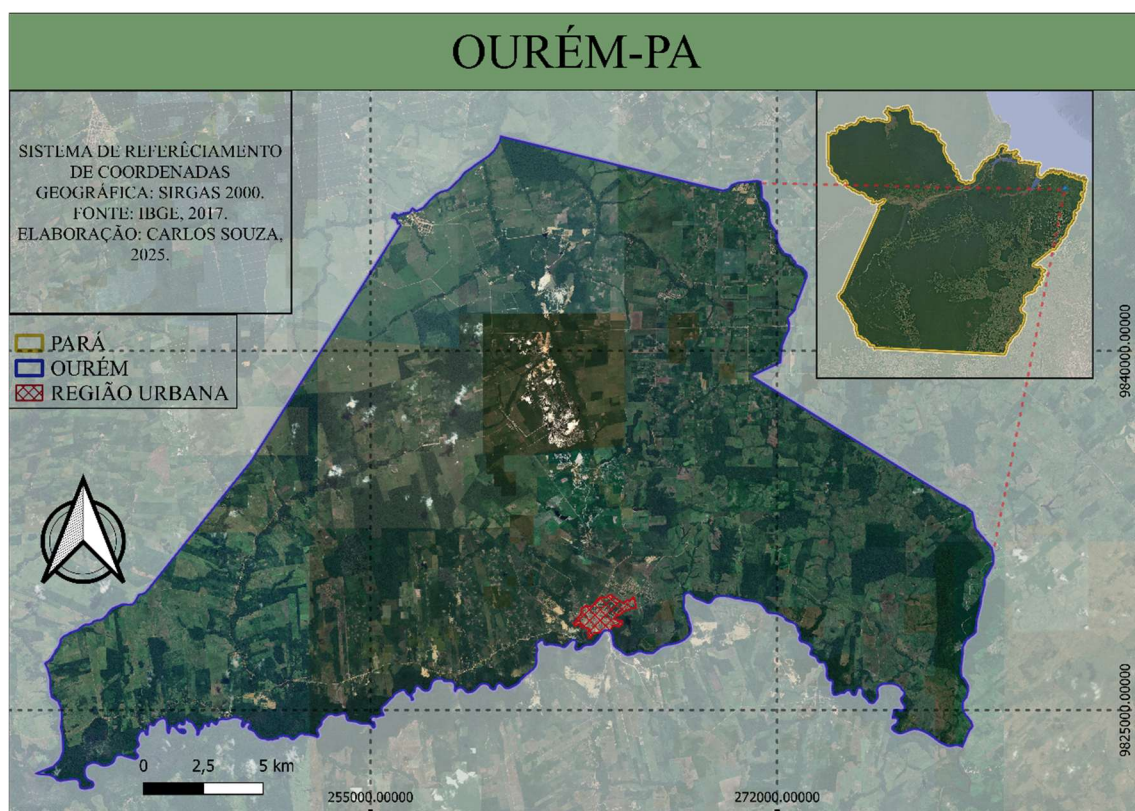 OURÉM-PA
SISTEMA DE REFERÊCIAMENTO
DE COORDENADAS
GEOGRÁFICA: SIRGAS 2000.
FONTE: IBGE, 2017.
ELABORAÇÃO: CARLOS SOUZA,
2025.
PARÁ
OURÉM
REGIÃO URBANA
9840000.00000
9825000.00000
0 2,5 5 km
255000.00000 272000.00000